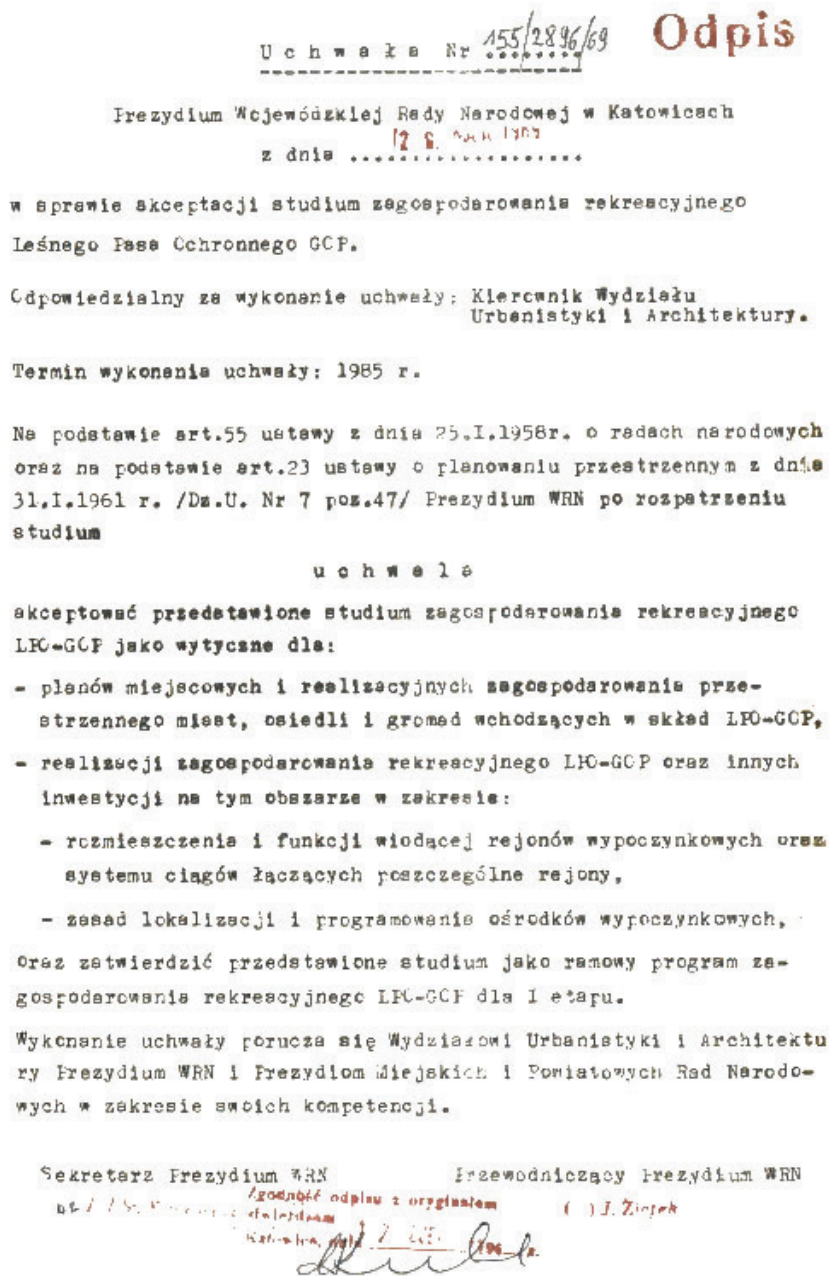 Odpis
Uchwała Nr 155/2896/69
Prezydium Wojewódzkiej Rady Narodowej w Katowicach
z dnia
w sprawie akceptacji studium zagospodarowania rekreacyjnego
Leśnego Pasa Ochronnego GOP.
Odpowiedzialny za wykonanie uchwały: Kierownik Wydziału
Urbanistyki i Architektury.
Termin wykonania uchwały: 1985 r.
Na podstawie art.55 ustawy z dnia 25.I.1958r. o radach narodowych
oraz na podstawie art.23 ustawy o planowaniu przestrzennym z dnia
31.I.1961 r. /Dz.U. Nr 7 poz.47/ Prezydium WRN po rozpatrzeniu
studium
uchwala
akceptować przedstawione studium zagospodarowania rekreacyjnego
LPO-GOP jako wytyczne dla:
- planów miejscowych i realizacyjnych zagospodarowania prze-
strzennego miast, osiedli i gromad wchodzących w skład LPO-GOP,
- realizacji zagospodarowania rekreacyjnego LPO-GOP oraz innych
inwestycji na tym obszarze w zakresie:
- rozmieszczenia i funkcji wiodącej rejonów wypoczynkowych oraz
systemu ciągów łączących poszczególne rejony,
- zasad lokalizacji i programowania ośrodków wypoczynkowych,
oraz zatwierdzić przedstawione studium jako ramowy program za-
gospodarowania rekreacyjnego LPO-GOP dla I etapu.
Wykonanie uchwały porucza się Wydziałowi Urbanistyki i Architektu
ry Prezydium WRN i Prezydiom Miejskich i Powiatowych Rad Narodo-
wych w zakresie swoich kompetencji.
Sekretarz Prezydium WRN Przewodniczący Prezydium WRN
Zgodność odpisu z oryginałem
stwierdzam
( ) J. Ziętek
Katowice, dnia